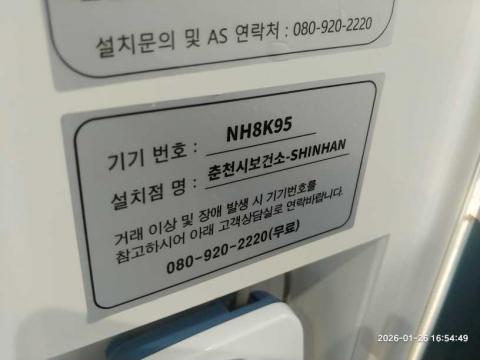 설치문의 및 AS 연락처 : 080-920-2220
기기 번호 : NH8K95
설치점 명 : 춘천시보건소-SHINHAN
거래 이상 및 장애 발생 시 기기번호를
참고하시어 아래 고객상담실로 연락바랍니다.
080-920-2220(무료)
2026-01-26 16:54:49